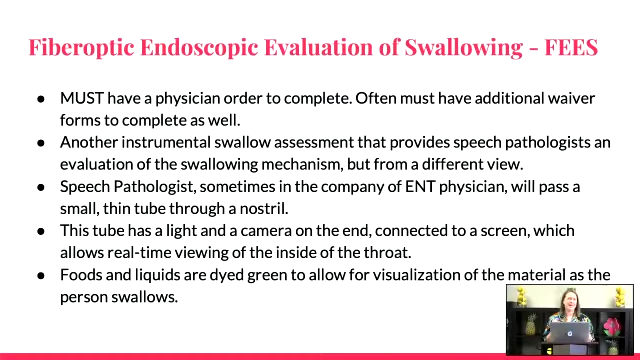 Fiberoptic Endoscopic Evaluation of Swallowing - FEES
● MUST have a physician order to complete. Often must have additional waiver
forms to complete as well.
● Another instrumental swallow assessment that provides speech pathologists an
evaluation of the swallowing mechanism, but from a different view.
● Speech Pathologist, sometimes in the company of ENT physician, will pass a
small, thin tube through a nostril.
● This tube has a light and a camera on the end, connected to a screen, which
allows real-time viewing of the inside of the throat.
● Foods and liquids are dyed green to allow for visualization of the material as the
person swallows.